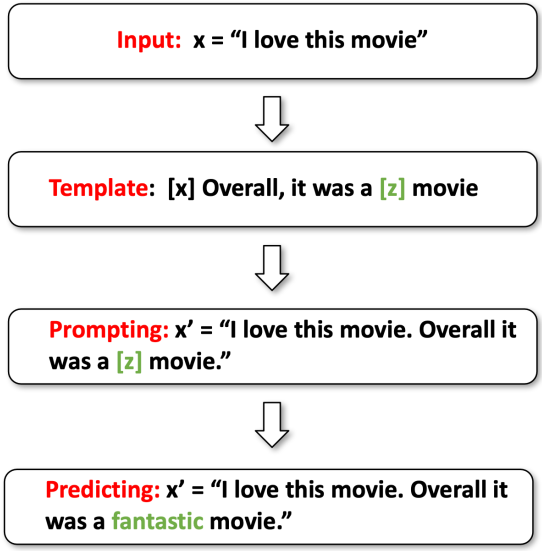 Input: x = “I love this movie”
Template: [x] Overall, it was a [z] movie
Prompting: x’ = “I love this movie. Overall it
was a [z] movie.”
Predicting: x’ = “I love this movie. Overall it
was a fantastic movie.”